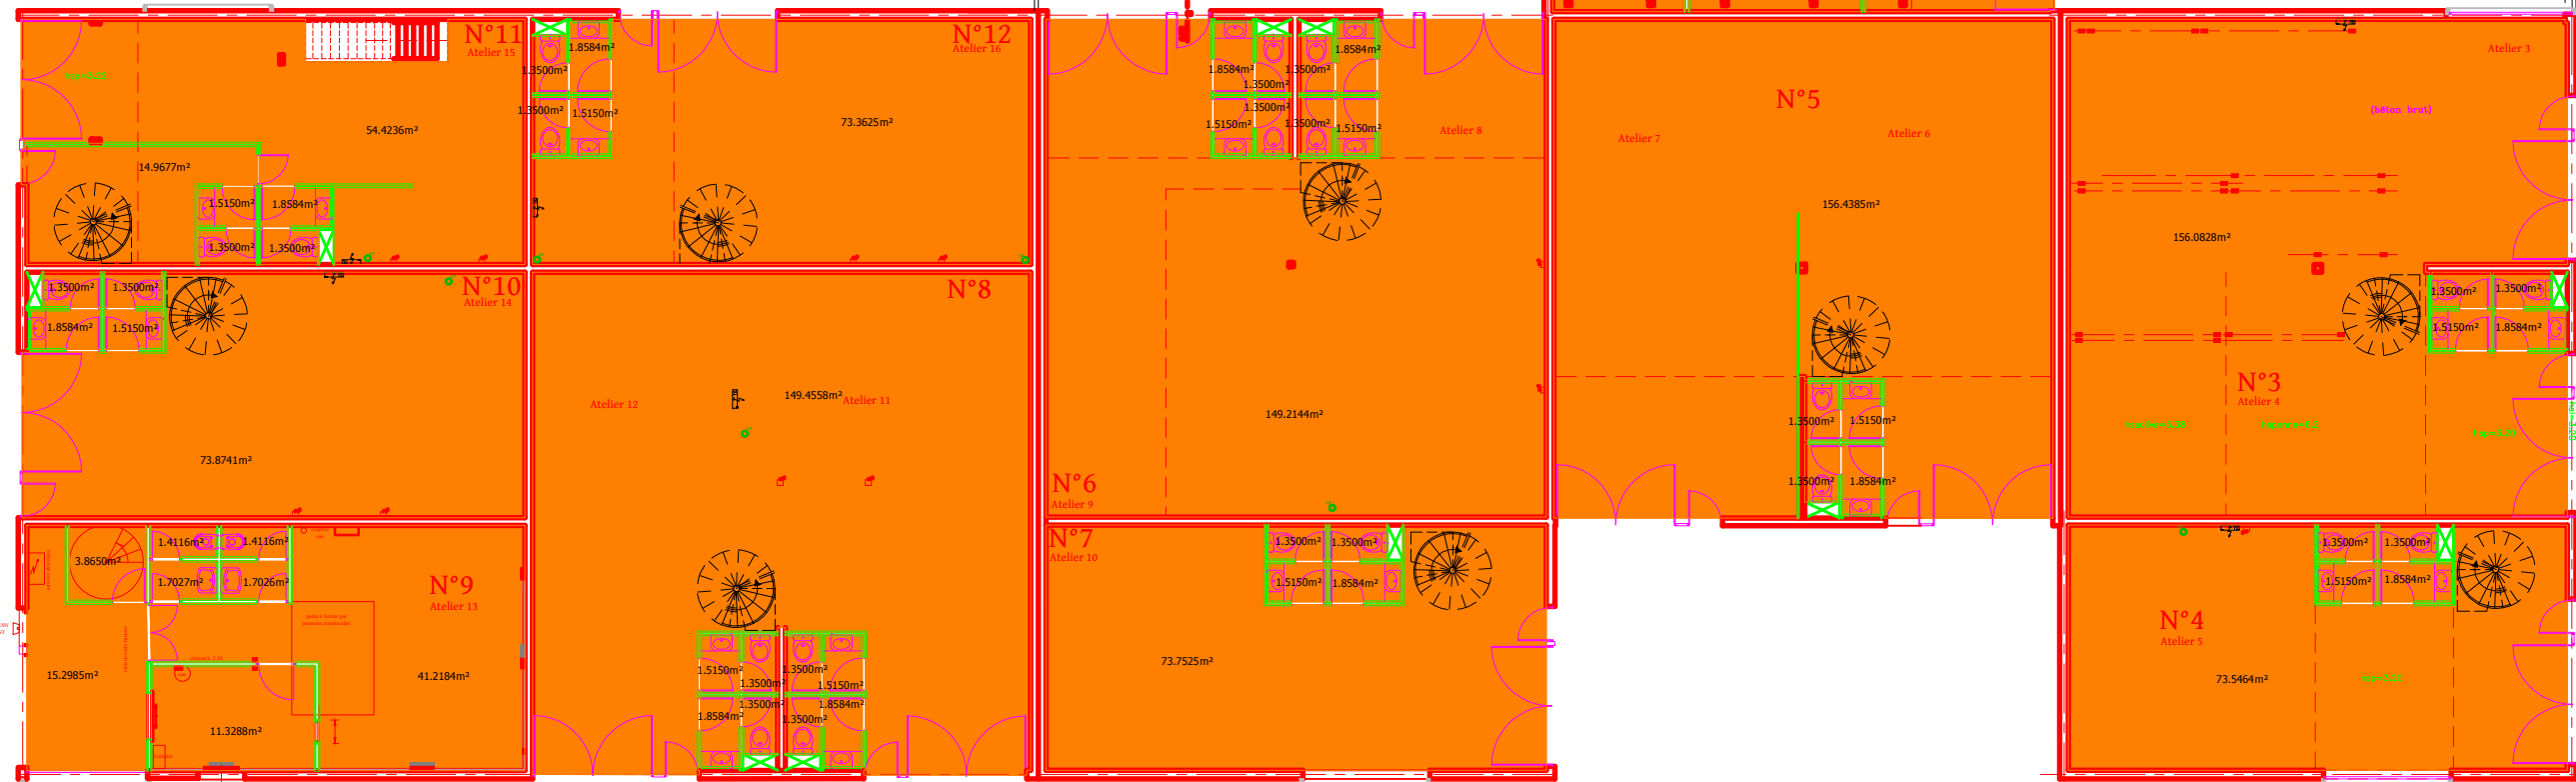 N°11
Atelier 15
54.4236m²
14.9677m²
1.5150m²
1.8584m²
1.3500m²
1.3500m²
N°12
Atelier 16
1.8584m²
1.3500m²
1.3500m²
1.5150m²
73.3625m²
N°10
Atelier 14
1.3500m²
1.3500m²
1.8584m²
1.5150m²
73.8741m²
N°8
Atelier 12
149.4558m²
Atelier 11
1.5150m²
1.3500m²
1.3500m²
1.5150m²
1.8584m²
1.3500m²
1.3500m²
1.8584m²
N°9
Atelier 13
3.8650m²
1.4116m²
1.4116m²
1.7027m²
1.7026m²
15.2985m²
11.3288m²
41.2184m²
1.8584m²
1.3500m²
1.3500m²
1.5150m²
1.3500m²
1.8584m²
1.3500m²
1.5150m²
Atelier 8
149.2144m²
N°6
Atelier 9
N°7
Atelier 10
1.3500m²
1.3500m²
1.5150m²
1.8584m²
73.7525m²
N°5
Atelier 7
Atelier 6
156.4385m²
1.3500m²
1.5150m²
1.3500m²
1.8584m²
Atelier 3
(béton brut)
156.0828m²
1.3500m²
1.3500m²
1.5150m²
1.8584m²
N°3
Atelier 4
N°4
Atelier 5
1.3500m²
1.3500m²
1.5150m²
1.8584m²
73.5464m²